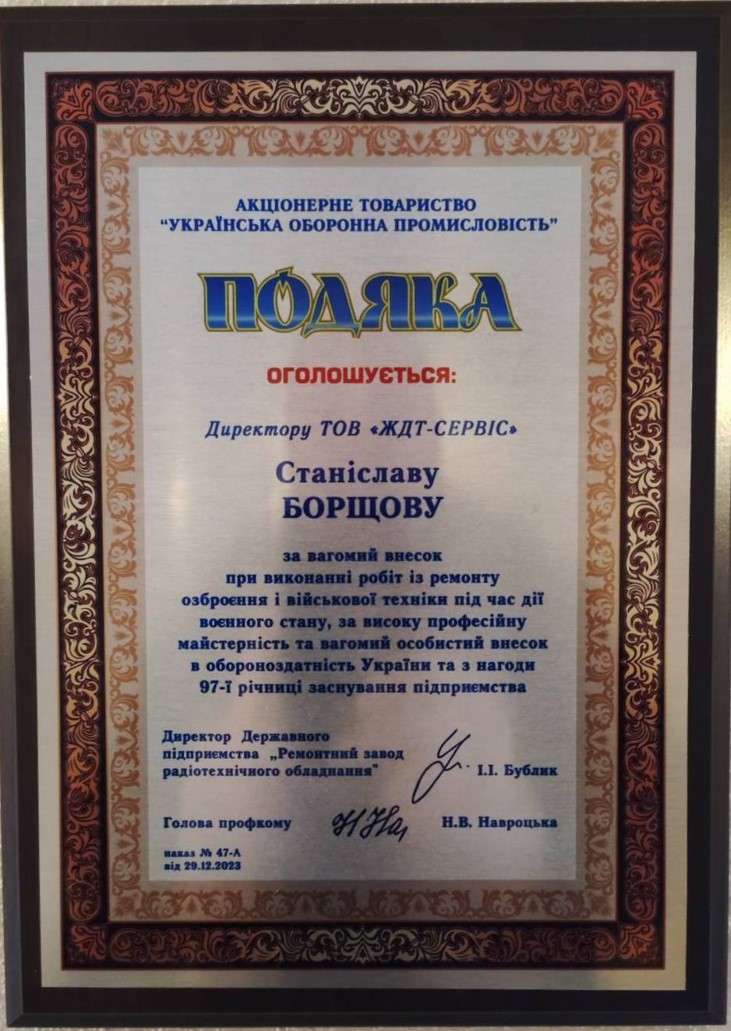 АКЦІОНЕРНЕ ТОВАРИСТВО
“УКРАЇНСЬКА ОБОРОННА ПРОМИСЛОВІСТЬ”
ПОДЯКА
ОГОЛОШУЄТЬСЯ:
Директору ТОВ «ЖДТ-СЕРВІС»
Станіславу
БОРЩОВУ
за вагомий внесок
при виконанні робіт із ремонту
озброєння і військової техніки під час дії
воєнного стану, за високу професійну
майстерність та вагомий особистий внесок
в обороноздатність України та з нагоди
97-ї річниці заснування підприємства
Директор Державного
підприємства „Ремонтний завод
радіотехнічного обладнання" І.І. Бублик
Голова профкому Н.В. Навроцька
наказ № 47-А
від 29.12.2023